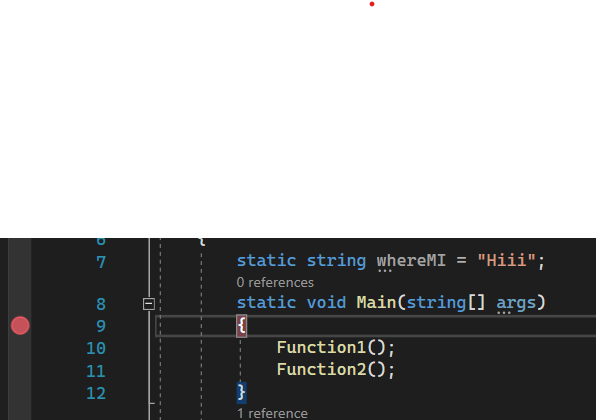 6 {
7 static string whereMI = "Hiii";
0 references
8 static void Main(string[] args)
9 {
10 Function1();
11 Function2();
12 }
1 reference